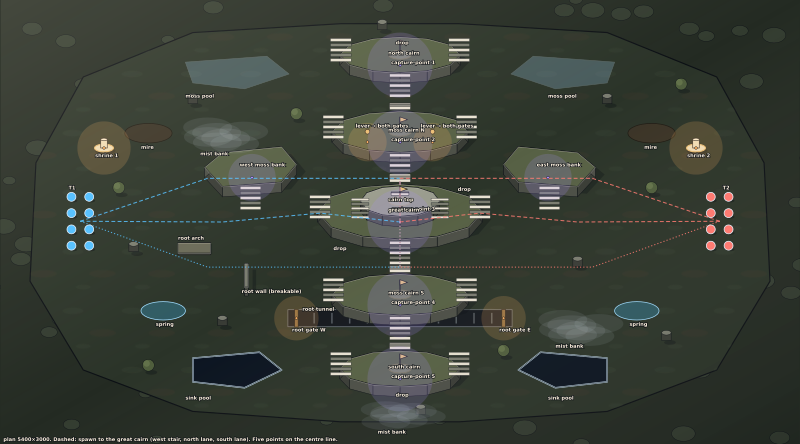 drop
north cairn
capture-point 1
moss pool
moss pool
lever - both gates
lever - both gates
moss cairn N
capture-point 2
mire
mire
shrine 1
mist bank
shrine 2
west moss bank
east moss bank
T1
drop
T2
cairn top
great cairn
root arch
drop
root wall (breakable)
moss cairn S
capture-point 4
root tunnel
spring
root gate W
root gate E
spring
mist bank
south cairn
capture-point 5
sink pool
drop
sink pool
mist bank
plan 5400×3000. Dashed: spawn to the great cairn (west stair, north lane, south lane). Five points on the centre line.